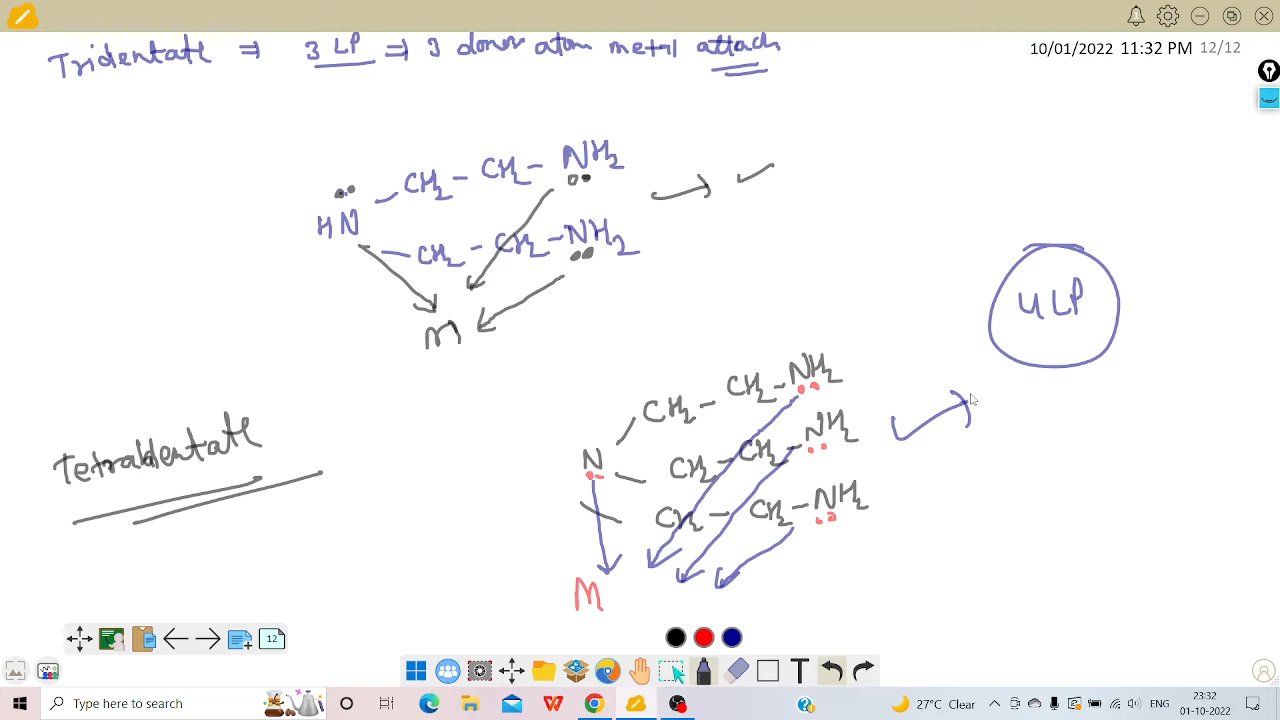 Tridentate ⇒ 3 LP ⇒ 3 donor atom metal attach
10/01/2022 11:32 PM 12/12
CH2 - CH2 - NH2
HN
CH2 - CH2 - NH2
M
4 LP
CH2 - CH2 - NH2
Tetradentate
N
CH2 - CH2 - NH2
CH2 - CH2 - NH2
M
12
T
Type here to search
W
27°C Clear
ENG
23:32
01-10-2022